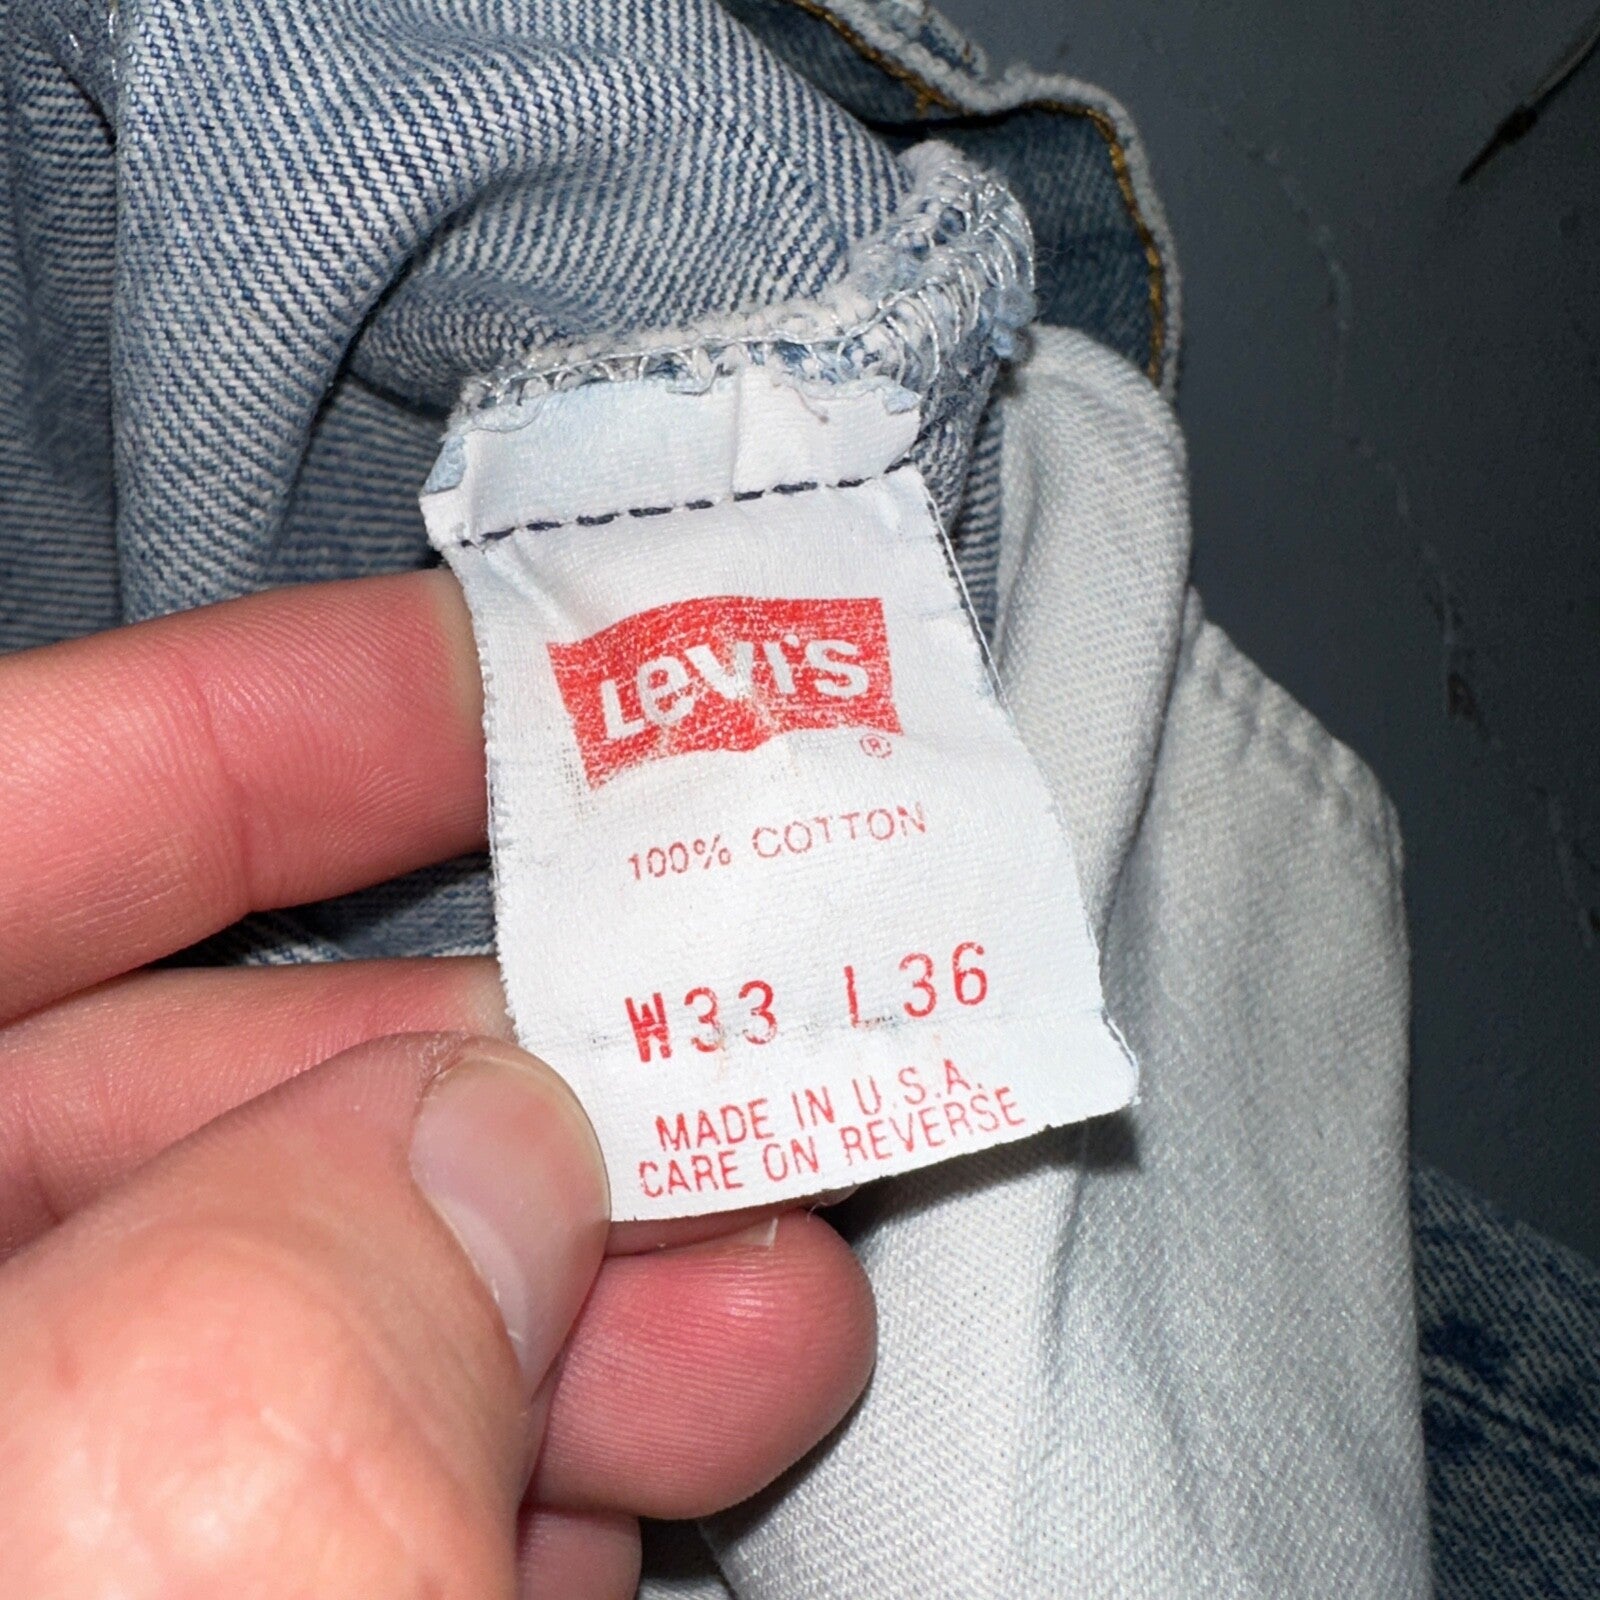 Levi's
®
100% COTTON
W33 L36
MADE IN U.S.A.
CARE ON REVERSE